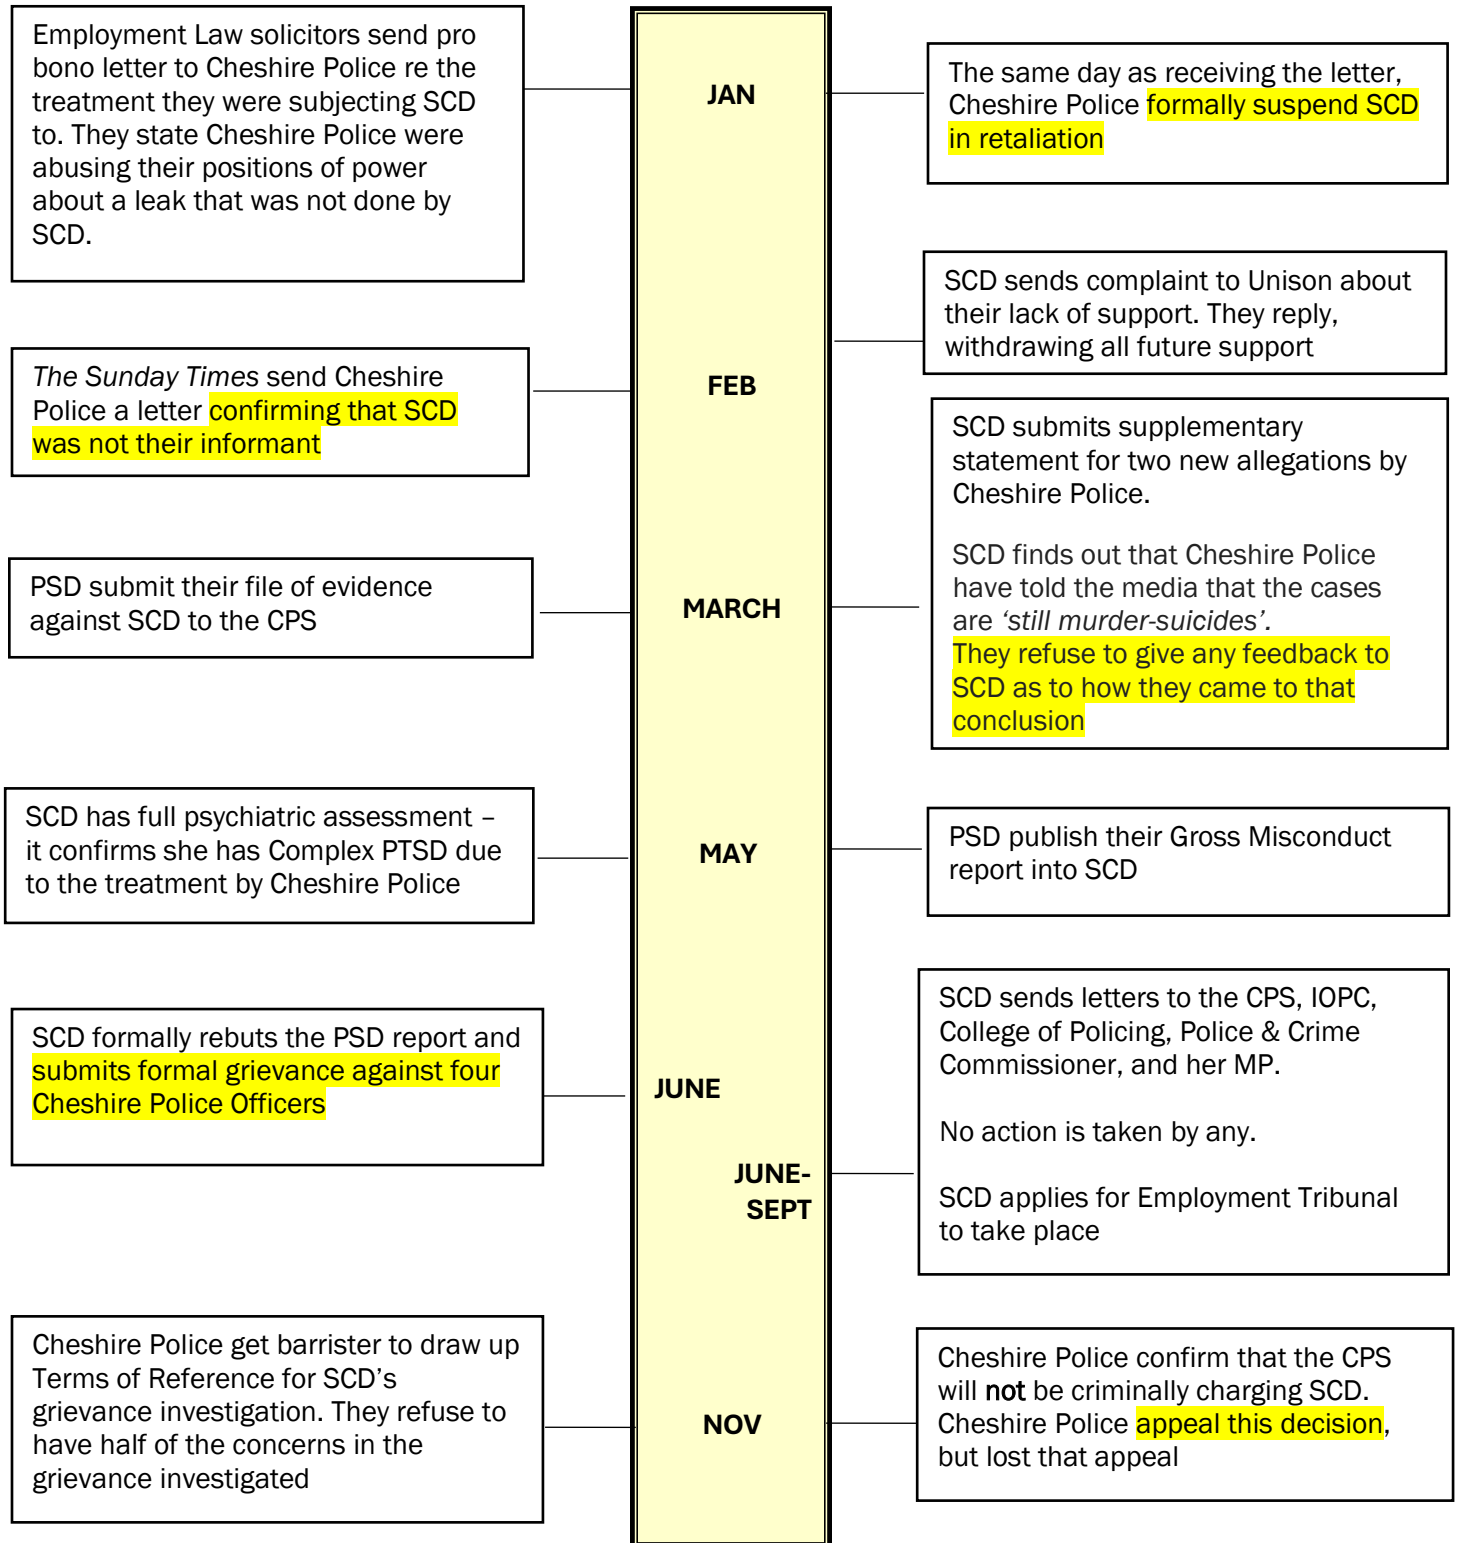 Employment Law solicitors send pro
bono letter to Cheshire Police re the
treatment they were subjecting SCD
to. They state Cheshire Police were
abusing their positions of power
about a leak that was not done by
SCD.
JAN
The same day as receiving the letter,
Cheshire Police formally suspend SCD
in retaliation
SCD sends complaint to Unison about
their lack of support. They reply,
withdrawing all future support
The Sunday Times send Cheshire
Police a letter confirming that SCD
was not their informant
FEB
SCD submits supplementary
statement for two new allegations by
Cheshire Police.
SCD finds out that Cheshire Police
have told the media that the cases
are ‘still murder-suicides’.
They refuse to give any feedback to
SCD as to how they came to that
conclusion
PSD submit their file of evidence
against SCD to the CPS
MARCH
SCD has full psychiatric assessment –
it confirms she has Complex PTSD due
to the treatment by Cheshire Police
MAY
PSD publish their Gross Misconduct
report into SCD
SCD formally rebuts the PSD report and
submits formal grievance against four
Cheshire Police Officers
JUNE
JUNE-
SEPT
SCD sends letters to the CPS, IOPC,
College of Policing, Police & Crime
Commissioner, and her MP.
No action is taken by any.
SCD applies for Employment Tribunal
to take place
Cheshire Police get barrister to draw up
Terms of Reference for SCD’s
grievance investigation. They refuse to
have half of the concerns in the
grievance investigated
NOV
Cheshire Police confirm that the CPS
will not be criminally charging SCD.
Cheshire Police appeal this decision,
but lost that appeal